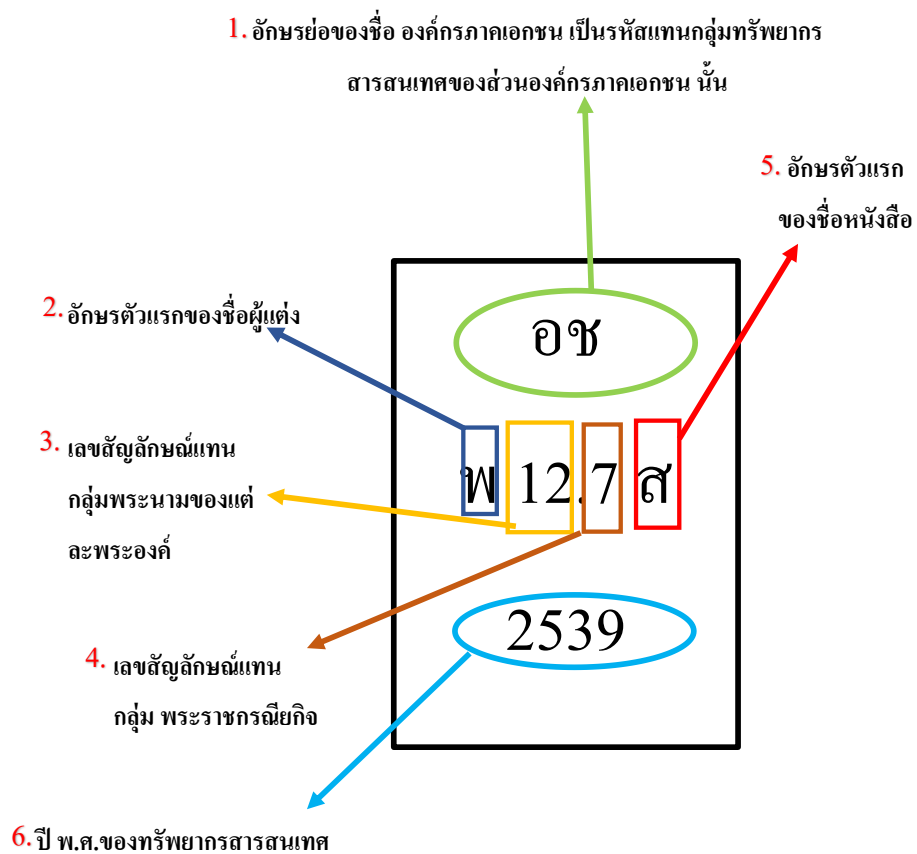 1. อักษรย่อของชื่อ องค์กรภาคเอกชน เป็นรหัสแทนกลุ่มทรัพยากร
สารสนเทศของส่วนองค์กรภาคเอกชน นั้น
5. อักษรตัวแรก
ของชื่อหนังสือ
2. อักษรตัวแรกของชื่อผู้แต่ง
อช
3. เลขสัญลักษณ์แทน
กลุ่มพระนามของแต่
ละพระองค์
พ 12.7 ส
2539
4. เลขสัญลักษณ์แทน
กลุ่ม พระราชกรณียกิจ
6. ปี พ.ศ.ของทรัพยากรสารสนเทศ